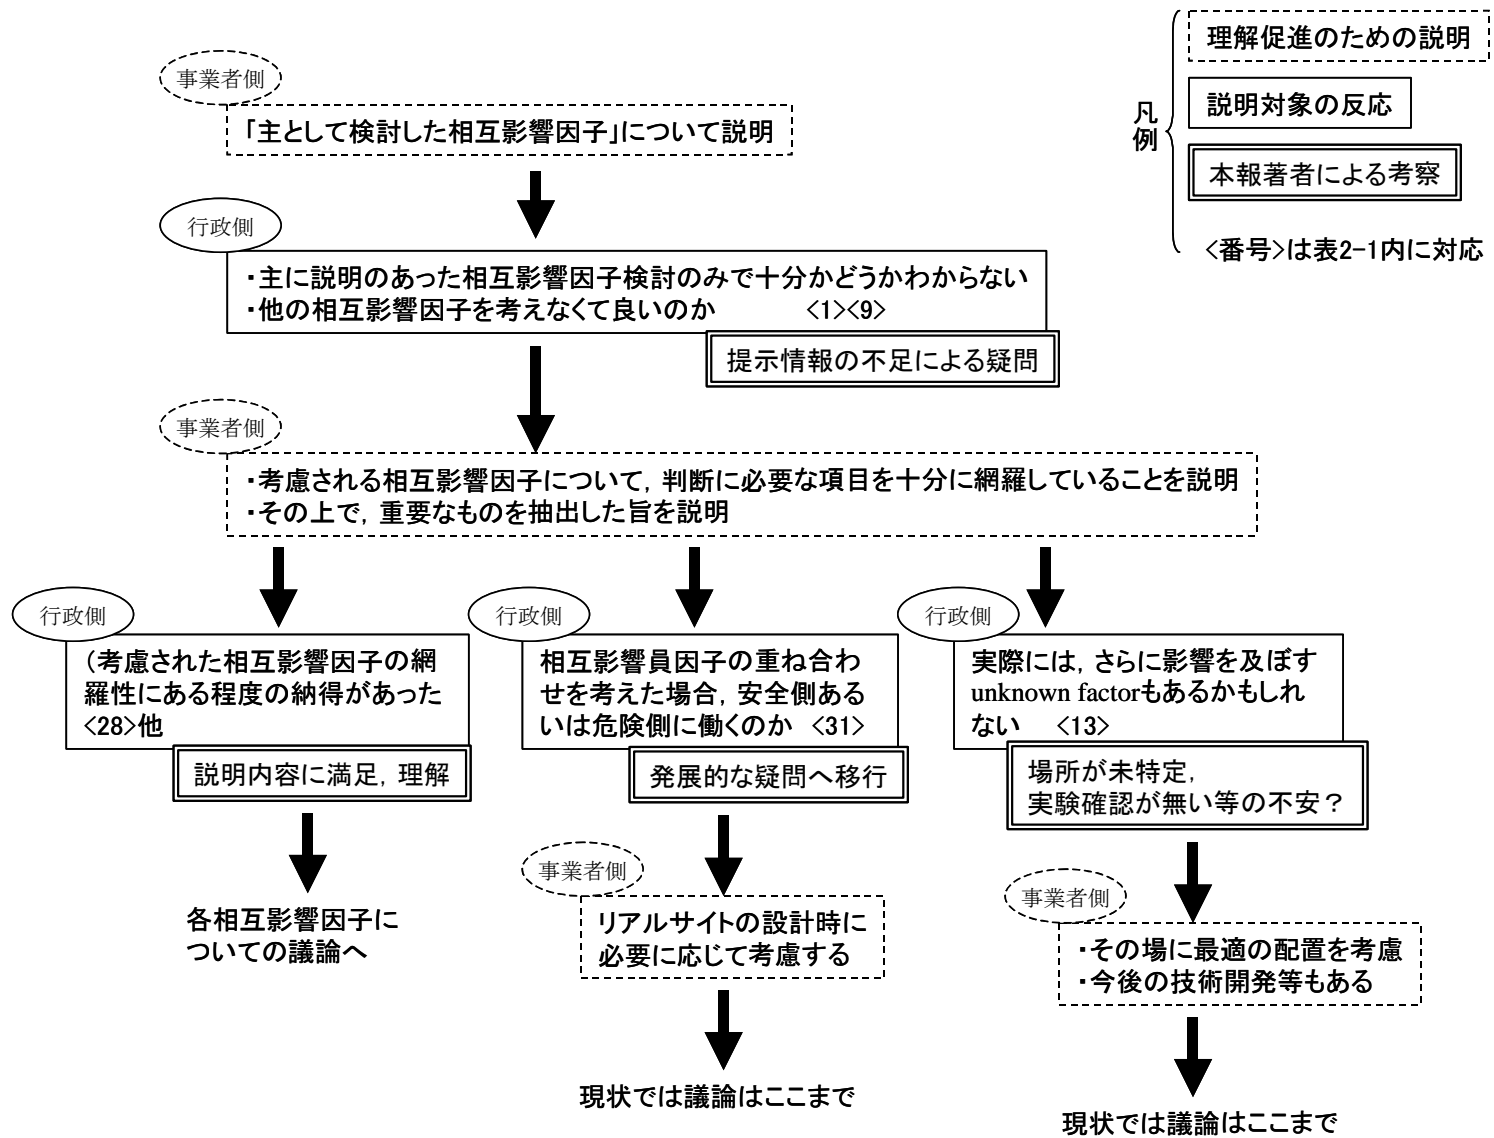 凡例
理解促進のための説明
説明対象の反応
本報著者による考察
<番号>は表2-1内に対応
事業者側
「主として検討した相互影響因子」について説明
行政側
・主に説明のあった相互影響因子検討のみで十分かどうかわからない
・他の相互影響因子を考えなくて良いのか <1><9>
提示情報の不足による疑問
事業者側
・考慮される相互影響因子について, 判断に必要な項目を十分に網羅していることを説明
・その上で, 重要なものを抽出した旨を説明
行政側
(考慮された相互影響因子の網
羅性にある程度の納得があった
<28>他
説明内容に満足, 理解
各相互影響因子に
ついての議論へ
行政側
相互影響員因子の重ね合わ
せを考えた場合, 安全側ある
いは危険側に働くのか <31>
発展的な疑問へ移行
事業者側
リアルサイトの設計時に
必要に応じて考慮する
現状では議論はここまで
行政側
実際には, さらに影響を及ぼす
unknown factorもあるかもしれ
ない <13>
場所が未特定,
実験確認が無い等の不安？
事業者側
・その場に最適の配置を考慮
・今後の技術開発等もある
現状では議論はここまで